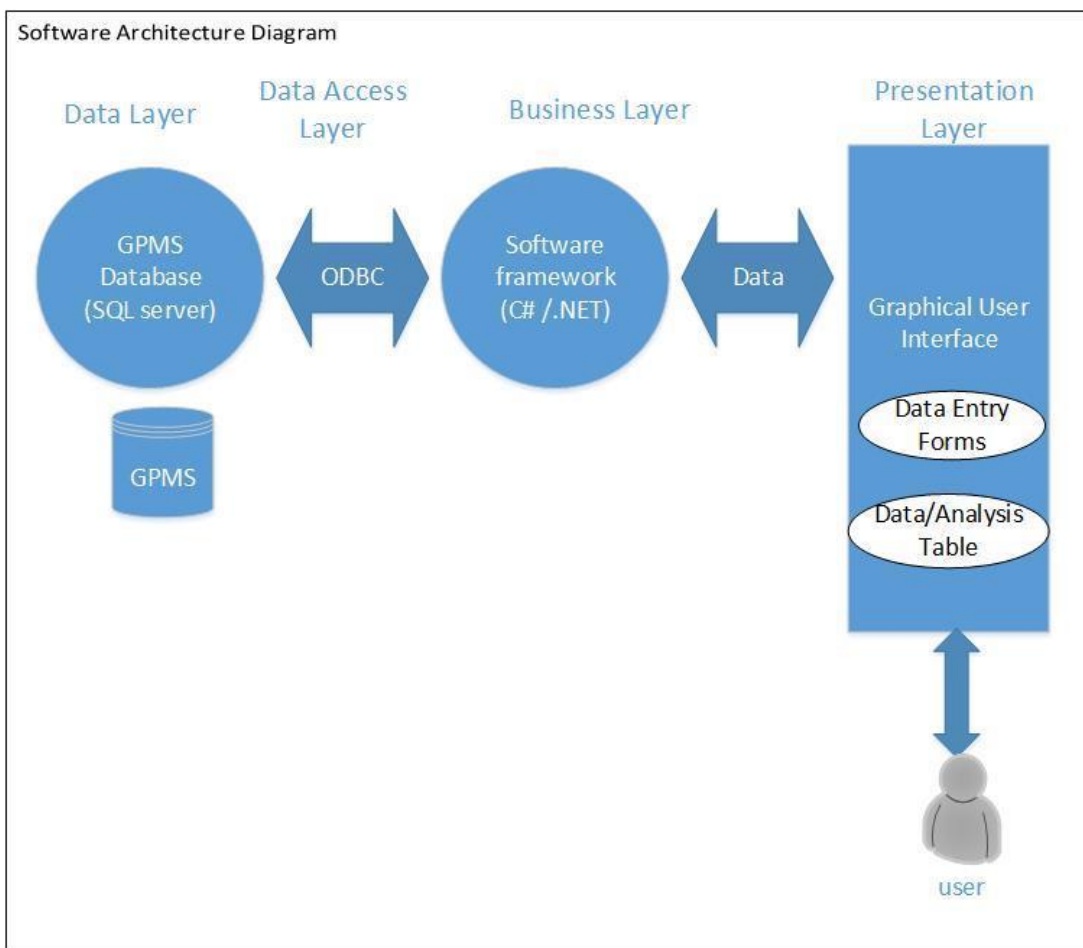 Software Architecture Diagram
Data Layer
Data Access
Layer
Business Layer
Presentation
Layer
GPMS
Database
(SQL server)
ODBC
Software
framework
(C# /.NET)
Data
Graphical User
Interface
Data Entry
Forms
Data/Analysis
Table
GPMS
user